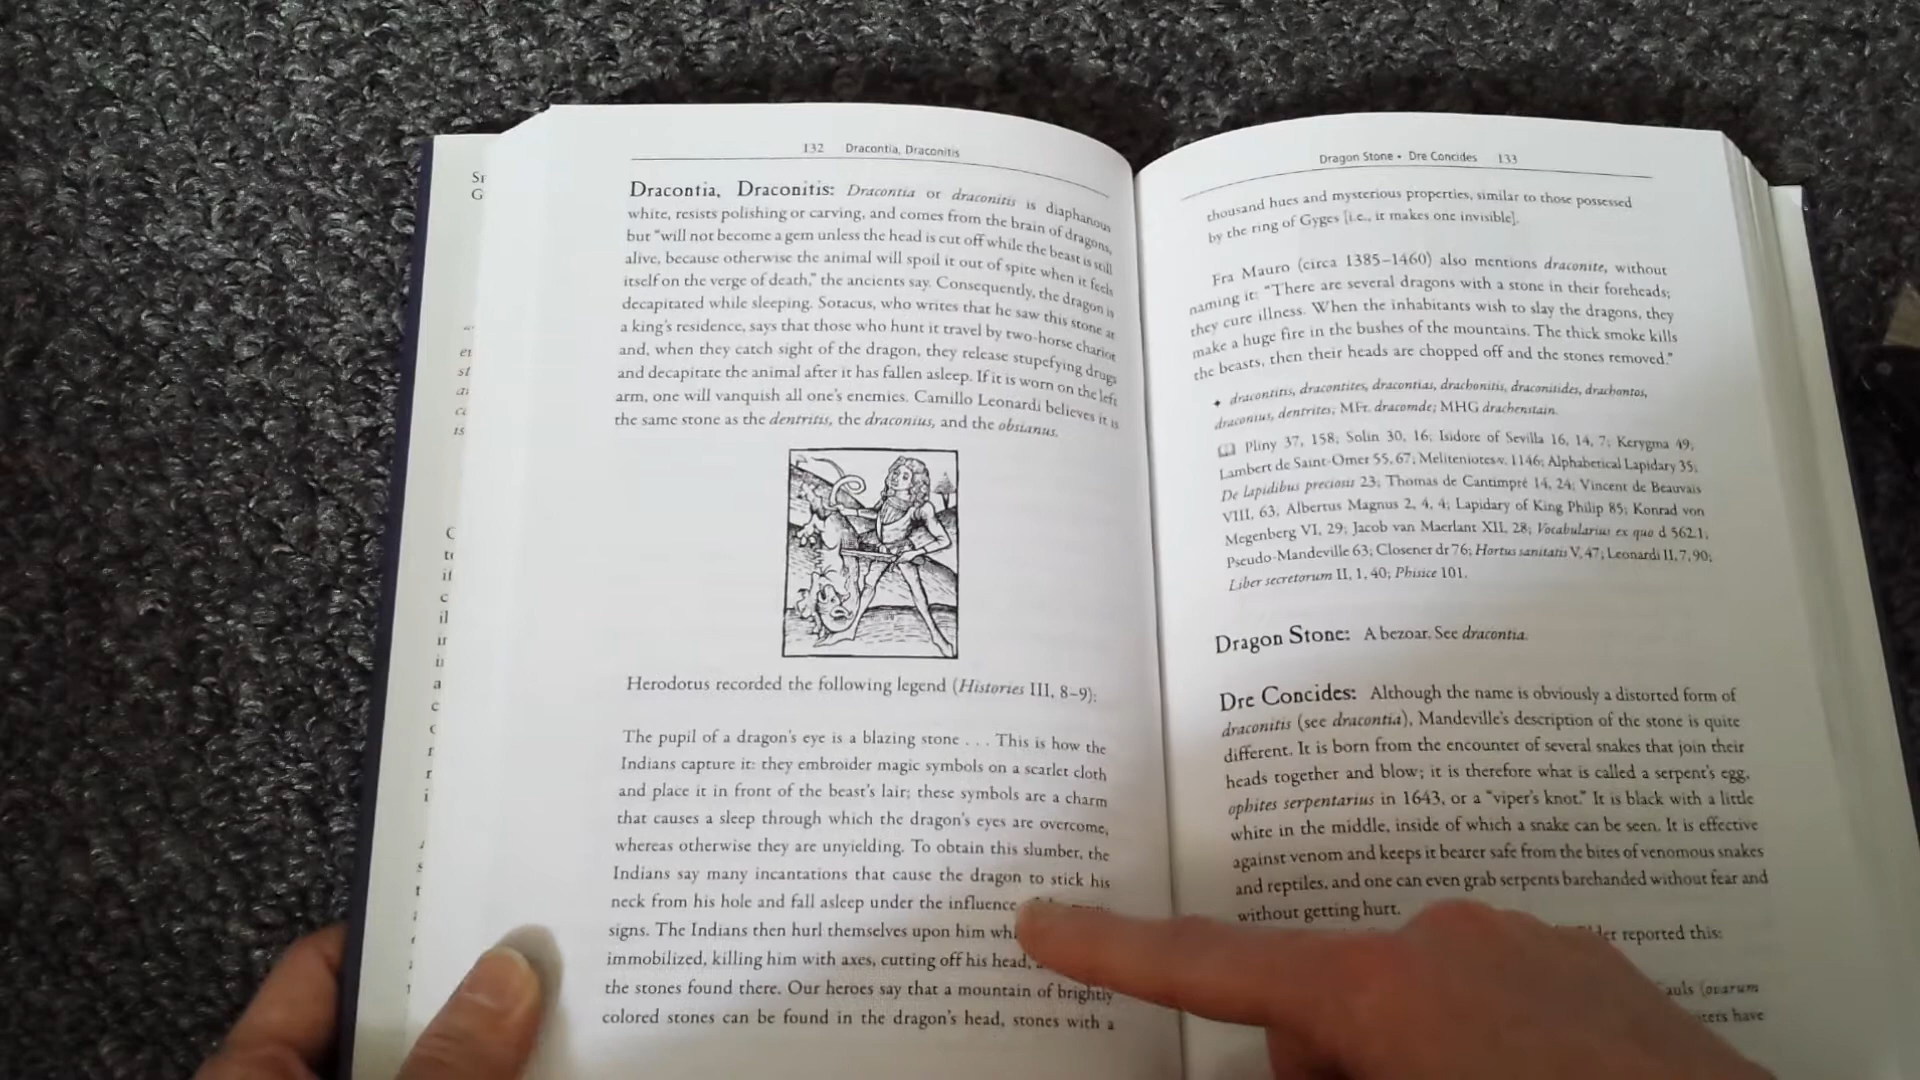 132 Dracontia, Draconitis
Dracontia, Draconitis: Dracontia or draconitis is diaphanous
white, resists polishing or carving, and comes from the brain of dragons,
but "will not become a gem unless the head is cut off while the beast is still
alive, because otherwise the animal will spoil it out of spite when it feels
itself on the verge of death," the ancients say. Consequently, the dragon is
decapitated while sleeping. Sotacus, who writes that he saw this stone at
a king's residence, says that those who hunt it travel by two-horse chariot
and, when they catch sight of the dragon, they release stupefying drugs
and decapitate the animal after it has fallen asleep. If it is worn on the left
arm, one will vanquish all one's enemies. Camillo Leonardi believes it is
the same stone as the dentritis, the draconius, and the obsianus.
Herodotus recorded the following legend (Histories III, 8–9):
The pupil of a dragon's eye is a blazing stone . . . This is how the
Indians capture it: they embroider magic symbols on a scarlet cloth
and place it in front of the beast's lair; these symbols are a charm
that causes a sleep through which the dragon's eyes are overcome,
whereas otherwise they are unyielding. To obtain this slumber, the
Indians say many incantations that cause the dragon to stick his
neck from his hole and fall asleep under the influence
signs. The Indians then hurl themselves upon him
immobilized, killing him with axes, cutting off his head,
the stones found there. Our heroes say that a mountain of brightly
colored stones can be found in the dragon's head, stones with a
Dragon Stone • Dre Concides 133
thousand hues and mysterious properties, similar to those possessed
by the ring of Gyges [i.e., it makes one invisible].
Fra Mauro (circa 1385–1460) also mentions draconite, without
naming it: "There are several dragons with a stone in their foreheads;
they cure illness. When the inhabitants wish to slay the dragons, they
make a huge fire in the bushes of the mountains. The thick smoke kills
the beasts, then their heads are chopped off and the stones removed."
✦ dracontitis, dracontites, dracontias, drachonitis, draconitides, drachontos,
draconius, dentrites; MFr. dracomde; MHG drachenstain.
Pliny 37, 158; Solin 30, 16; Isidore of Sevilla 16, 14, 7; Kerygma 49;
Lambert de Saint-Omer 55, 67; Meliteniotes v. 1146; Alphabetical Lapidary 35;
De lapidibus preciosis 23; Thomas de Cantimpré 14, 24; Vincent de Beauvais
VIII, 63, Albertus Magnus 2, 4, 4; Lapidary of King Philip 85; Konrad von
Megenberg VI, 29; Jacob van Maerlant XII, 28; Vocabularius ex quo d 562.1,
Pseudo-Mandeville 63; Closener dr 76; Hortus sanitatis V, 47; Leonardi II, 7, 90;
Liber secretorum II, 1, 40; Phisice 101.
Dragon Stone: A bezoar. See dracontia.
Dre Concides: Although the name is obviously a distorted form of
draconitis (see dracontia), Mandeville's description of the stone is quite
different. It is born from the encounter of several snakes that join their
heads together and blow; it is therefore what is called a serpent's egg,
ophites serpentarius in 1643, or a "viper's knot." It is black with a little
white in the middle, inside of which a snake can be seen. It is effective
against venom and keeps it bearer safe from the bites of venomous snakes
and reptiles, and one can even grab serpents barehanded without fear and
without getting hurt.
reported this:
(ovarum
have